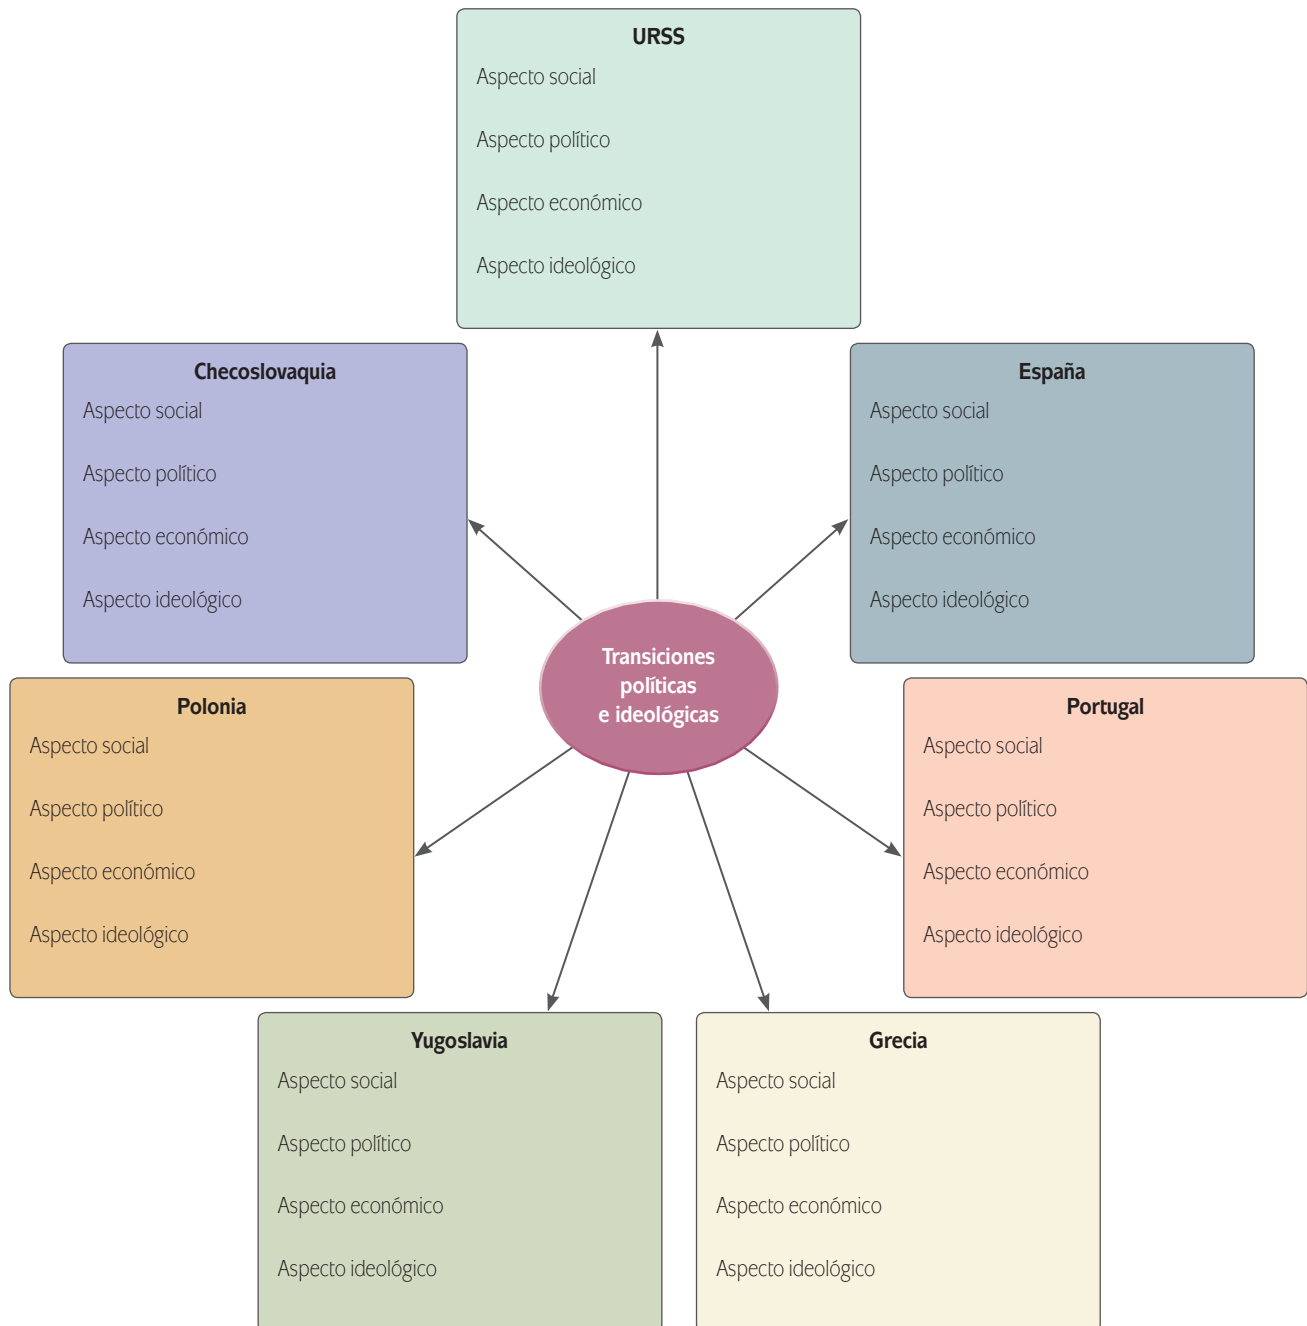 URSS
Aspecto social
Aspecto político
Aspecto económico
Aspecto ideológico
Checoslovaquia
Aspecto social
Aspecto político
Aspecto económico
Aspecto ideológico
España
Aspecto social
Aspecto político
Aspecto económico
Aspecto ideológico
Transiciones
políticas
e ideológicas
Polonia
Aspecto social
Aspecto político
Aspecto económico
Aspecto ideológico
Portugal
Aspecto social
Aspecto político
Aspecto económico
Aspecto ideológico
Yugoslavia
Aspecto social
Aspecto político
Aspecto económico
Aspecto ideológico
Grecia
Aspecto social
Aspecto político
Aspecto económico
Aspecto ideológico